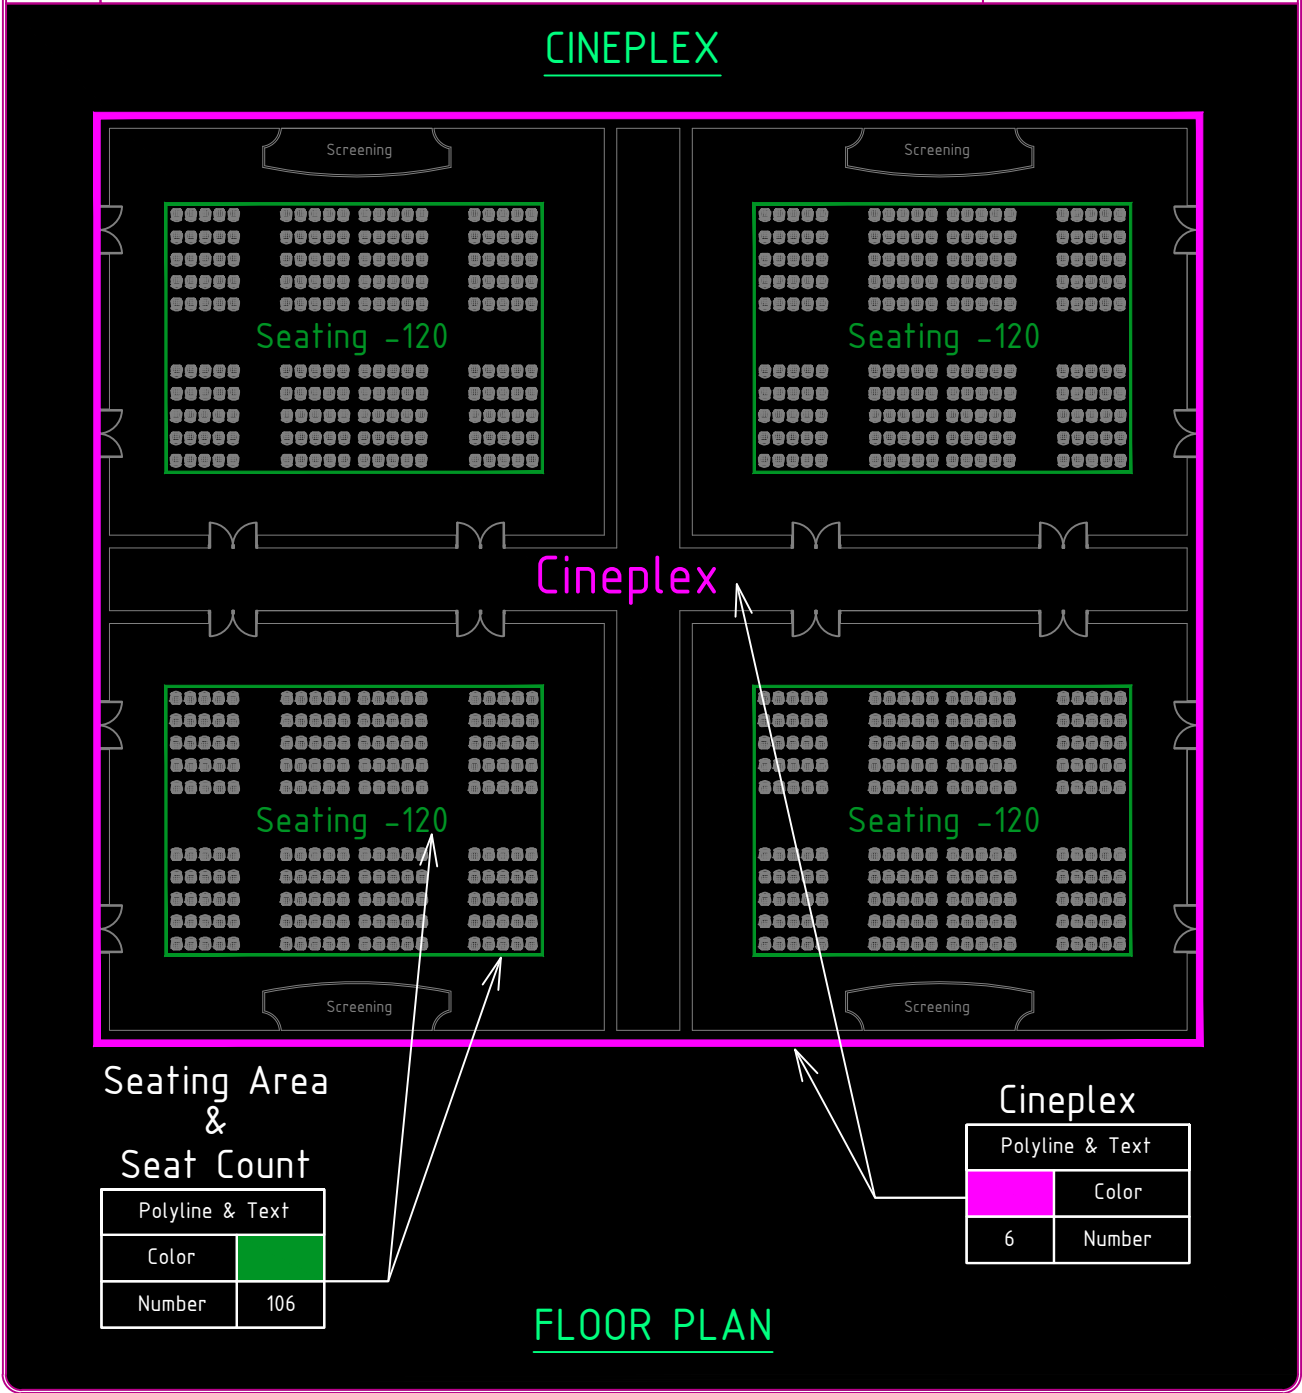 CINEPLEX
Screening
Screening
Seating -120
Seating -120
Cineplex
Seating -120
Seating -120
Screening
Screening
Seating Area
&
Seat Count
Polyline & Text
Color
Number 106
Cineplex
Polyline & Text
Color
6 Number
FLOOR PLAN